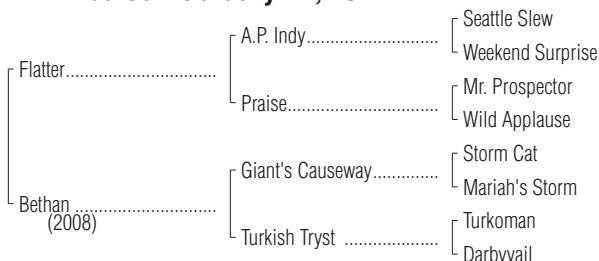 Seattle Slew
A.P. Indy
Weekend Surprise
Flatter
Mr. Prospector
Praise
Wild Applause
Storm Cat
Giant's Causeway
Mariah's Storm
Bethan
(2008)
Turkoman
Turkish Tryst
Darbyvail